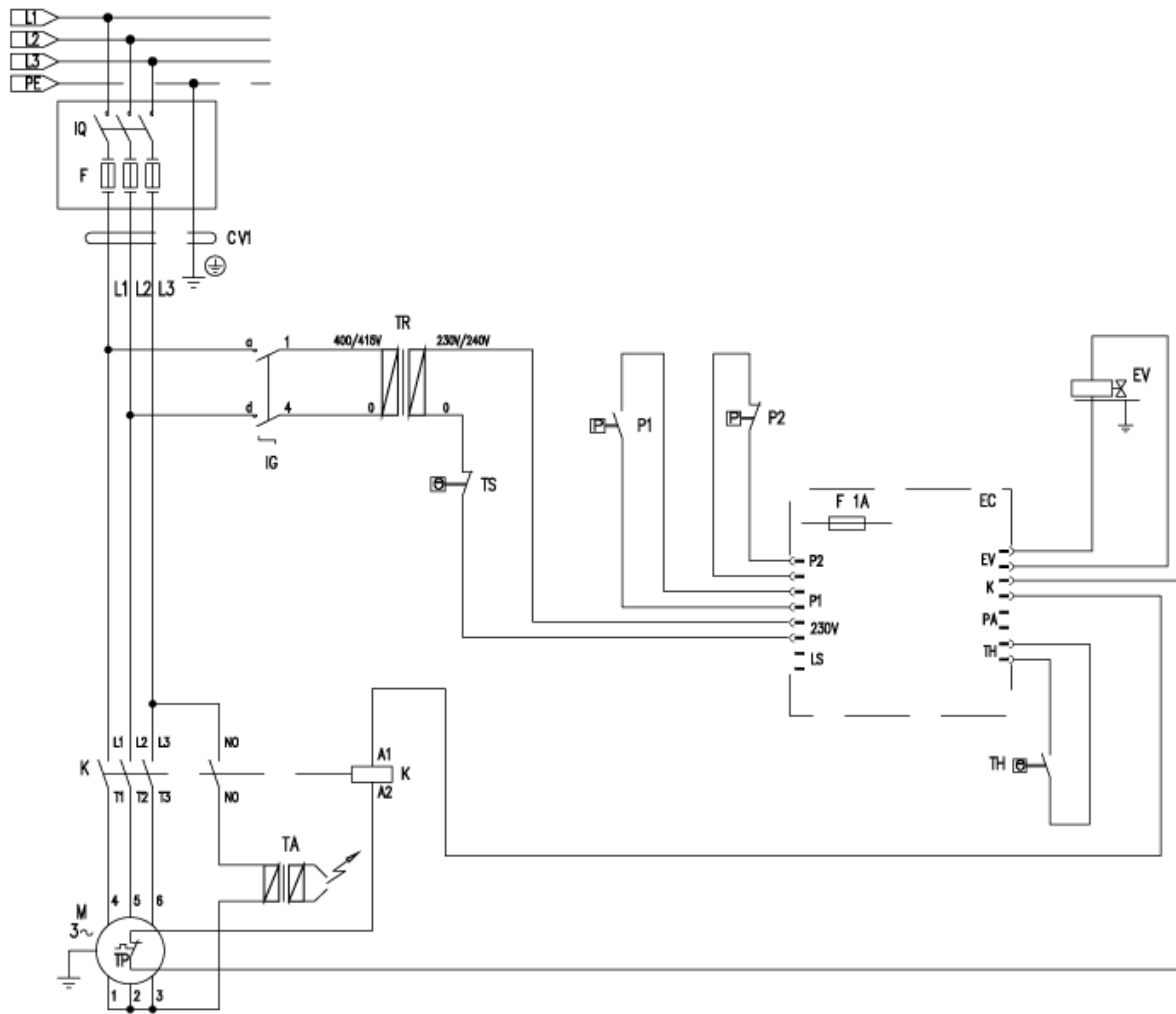 L1
L2
L3
PE
IQ
F
CV1
L1 L2 L3
TR
a 1 400/415V 230V/240V
d 4 0 0
IG
TS
P P1
P P2
EV
F 1A
EC
P2
P1
230V
LS
EV
K
PA
TH
L1 L2 L3 NO
K
T1 T2 T3 NO
A1
K
A2
TH
TA
4 5 6
M
3~
TP
1 2 3